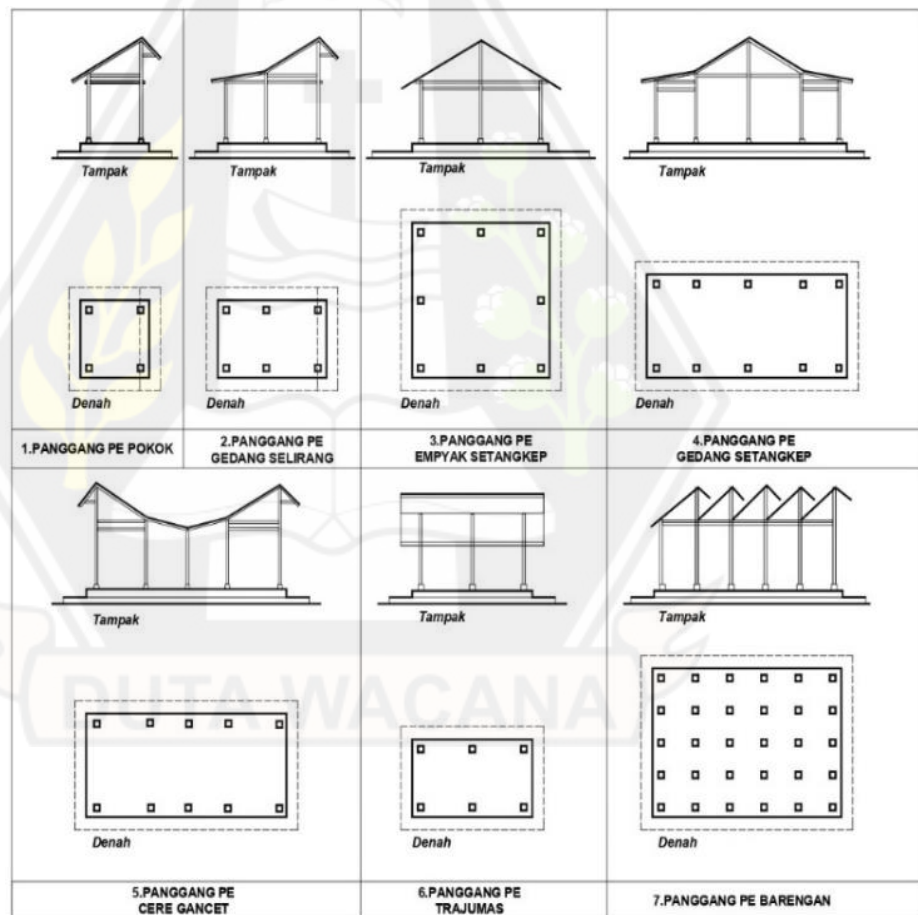 Tampak
Tampak
Tampak
Tampak
Denah
Denah
Denah
Denah
1.PANGGANG PE POKOK
2.PANGGANG PE
GEDANG SELIRANG
3.PANGGANG PE
EMPYAK SETANGKEP
4.PANGGANG PE
GEDANG SETANGKEP
Tampak
Tampak
Tampak
DUTA WACANA
Denah
Denah
Denah
5.PANGGANG PE
CERE GANCET
6.PANGGANG PE
TRAJUMAS
7.PANGGANG PE BARENGAN